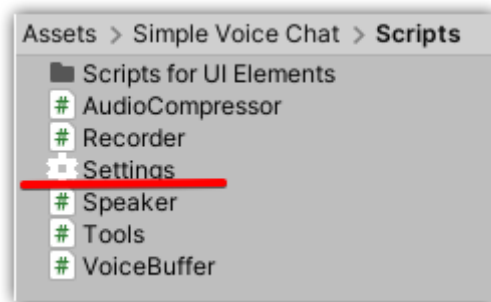 Assets > Simple Voice Chat > Scripts
Scripts for UI Elements
# AudioCompressor
# Recorder
Settings
# Speaker
# Tools
# VoiceBuffer